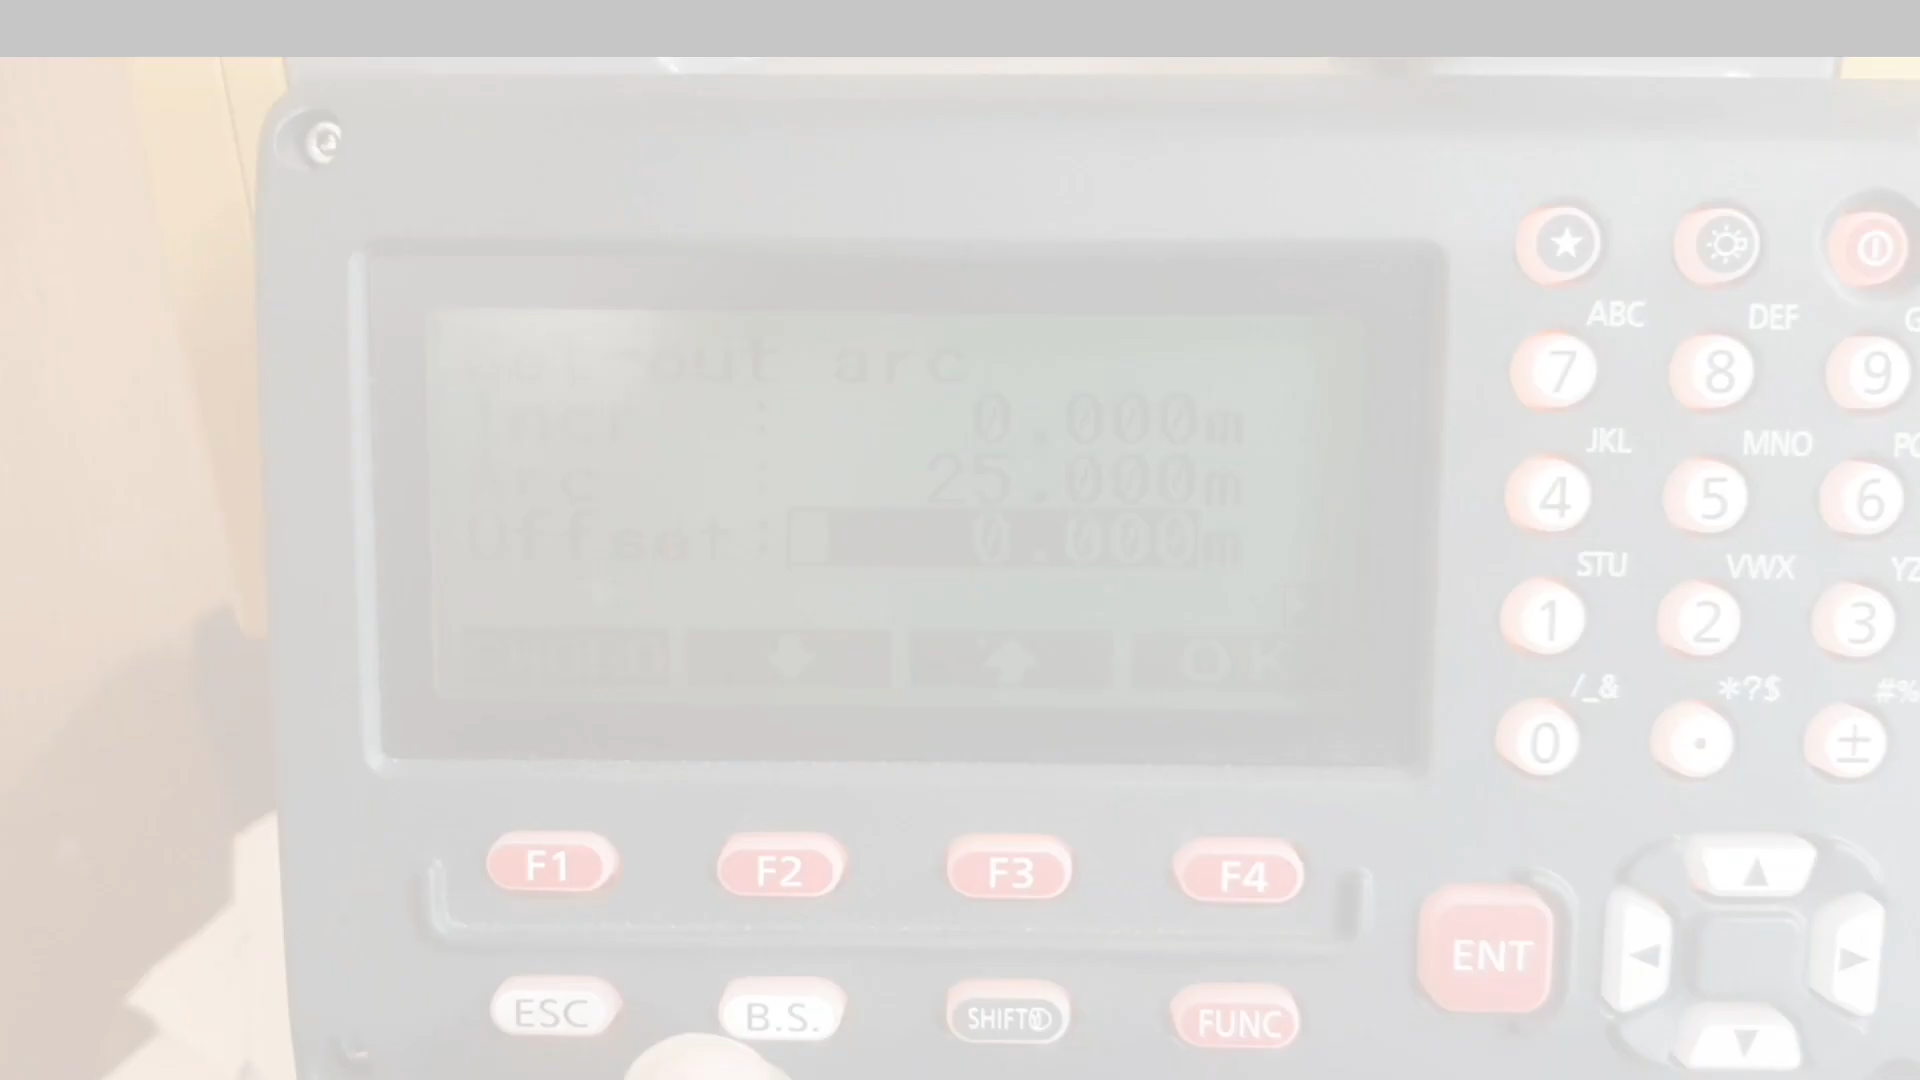 Set-out arc
Incr : 0.000m
Arc : 25.000m
Offset: 0.000m
OK
ABC DEF
7 8 9
JKL MNO
4 5 6
STU VWX YZ
1 2 3
/_& *?$ #%
0 . ±
F1 F2 F3 F4
ENT
ESC B.S. SHIFT FUNC